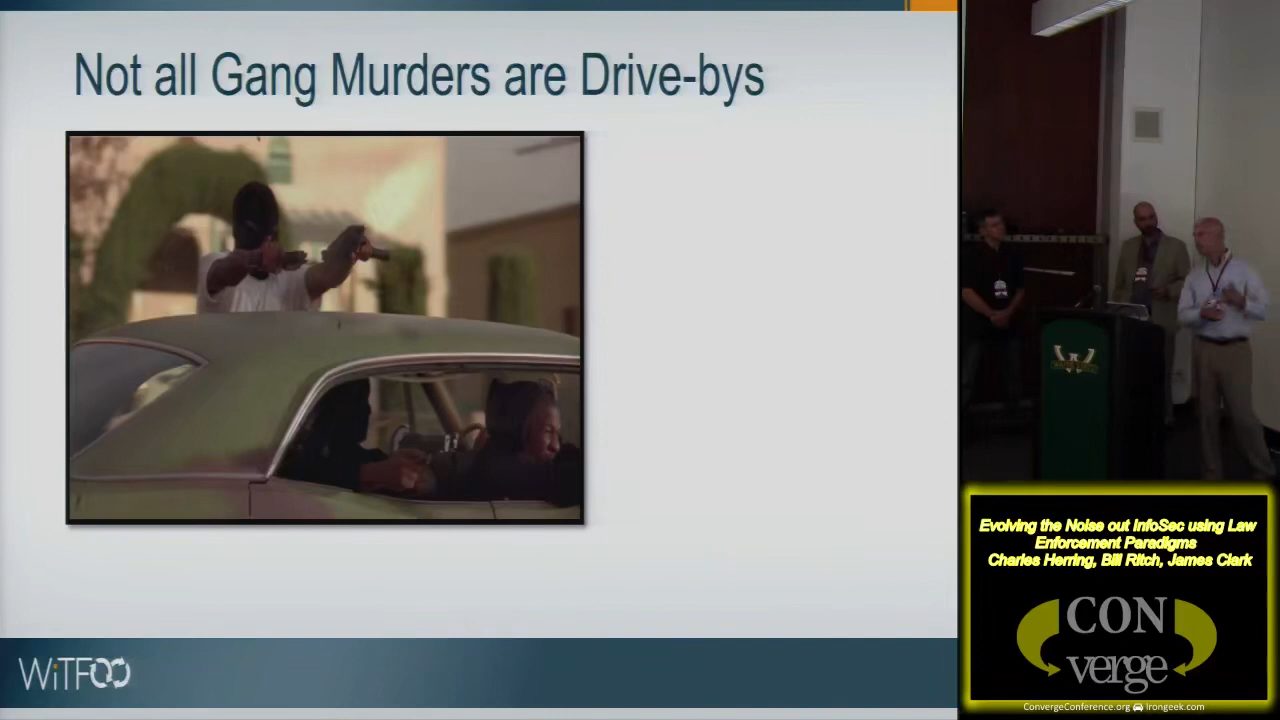 Not all Gang Murders are Drive-bys
WiTFOO
Evolving the Noise out InfoSec using Law
Enforcement Paradigms
Charles Herring, Bill Ritch, James Clark
CON
verge
ConvergeConference.org Irongeek.com